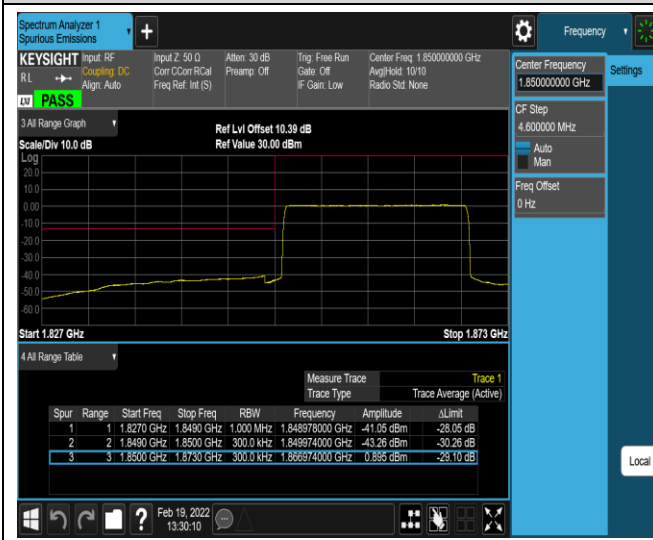 Spectrum Analyzer 1
Spurious Emissions
Frequency
KEYSIGHT Input: RF Input Z: 50 Ω Atten: 30 dB Trig: Free Run Center Freq: 1.850000000 GHz
RL Coupling: DC Corr CCorr RCal Preamp: Off Gate: Off Avg|Hold: 10/10
Align: Auto Freq Ref: Int (S) IF Gain: Low Radio Std: None
LXI PASS
Center Frequency
1.850000000 GHz
Settings
CF Step
4.600000 MHz
Auto
Man
Freq Offset
0 Hz
3 All Range Graph
Ref Lvl Offset 10.39 dB
Scale/Div 10.0 dB Ref Value 30.00 dBm
Log
20.0
10.0
0.00
-10.0
-20.0
-30.0
-40.0
-50.0
-60.0
Start 1.827 GHz Stop 1.873 GHz
4 All Range Table
Measure Trace Trace 1
Trace Type Trace Average (Active)
Spur Range Start Freq Stop Freq RBW Frequency Amplitude ΔLimit
1 1 1.8270 GHz 1.8490 GHz 1.000 MHz 1.848978000 GHz -41.05 dBm -28.05 dB
2 2 1.8490 GHz 1.8500 GHz 300.0 kHz 1.849974000 GHz -43.26 dBm -30.26 dB
3 3 1.8500 GHz 1.8730 GHz 300.0 kHz 1.866974000 GHz 0.895 dBm -29.10 dB
Local
? Feb 19, 2022
13:30:10